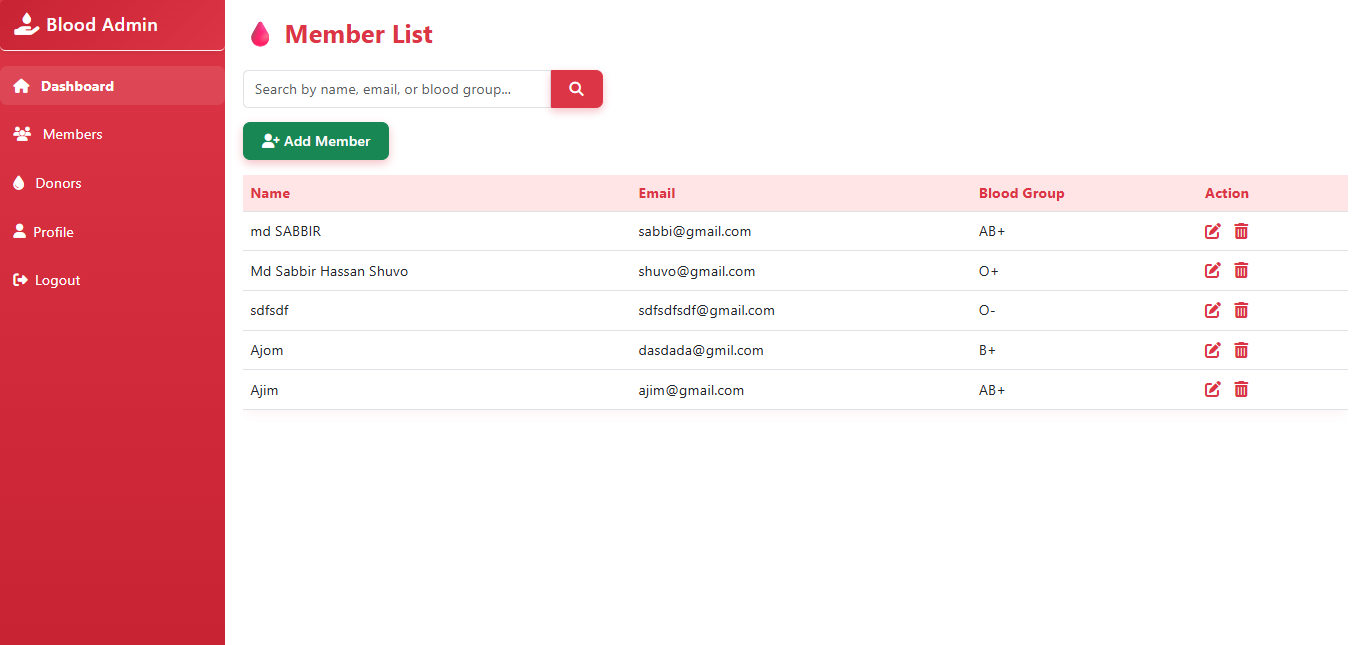 Blood Admin
Dashboard
Members
Donors
Profile
Logout
Member List
Search by name, email, or blood group...
Add Member
Name Email Blood Group Action
md SABBIR sabbi@gmail.com AB+
Md Sabbir Hassan Shuvo shuvo@gmail.com O+
sdfsdf sdfsdfsdf@gmail.com O-
Ajom dasdada@gmil.com B+
Ajim ajim@gmail.com AB+